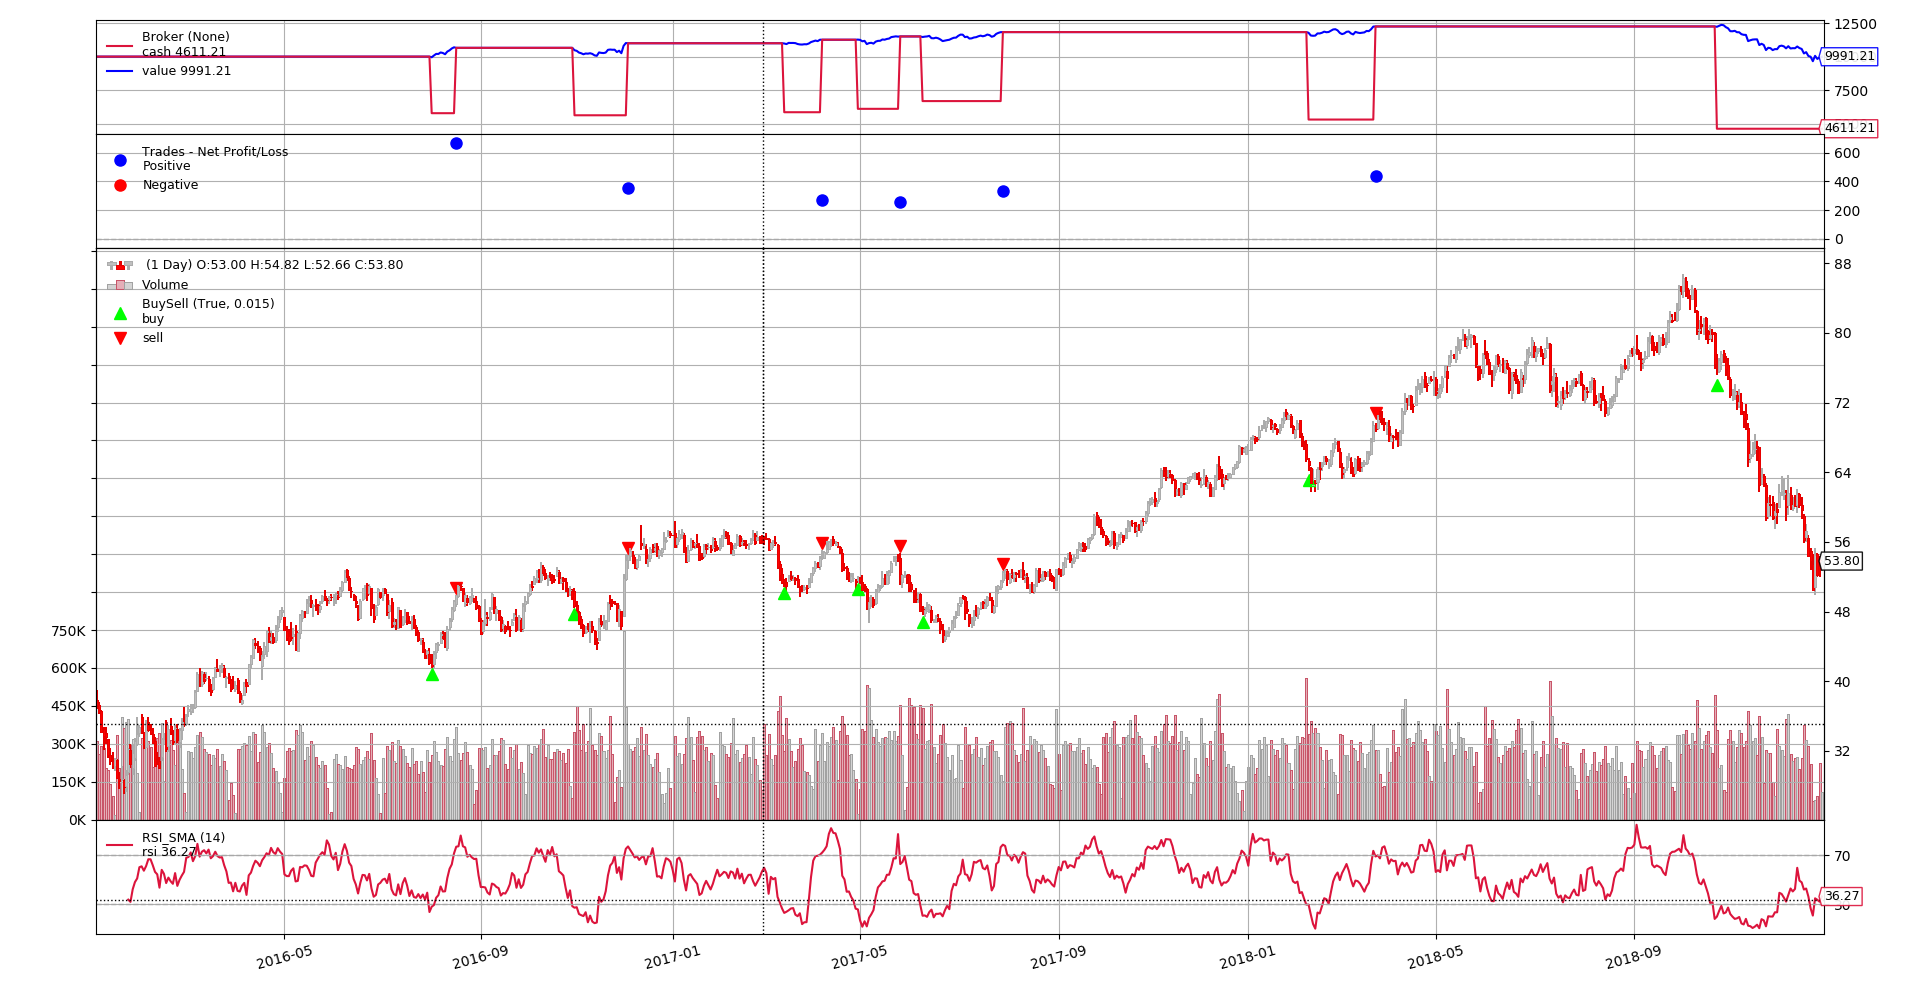 Broker (None)
cash 4611.21
value 9991.21
12500
9991.21
7500
4611.21
Trades - Net Profit/Loss
Positive
Negative
600
400
200
0
(1 Day) O:53.00 H:54.82 L:52.66 C:53.80
Volume
BuySell (True, 0.015)
buy
sell
88
80
72
64
56
53.80
48
40
32
750K
600K
450K
300K
150K
0K
RSI_SMA (14)
rsi 36.27
70
36.27
30
2016-05
2016-09
2017-01
2017-05
2017-09
2018-01
2018-05
2018-09